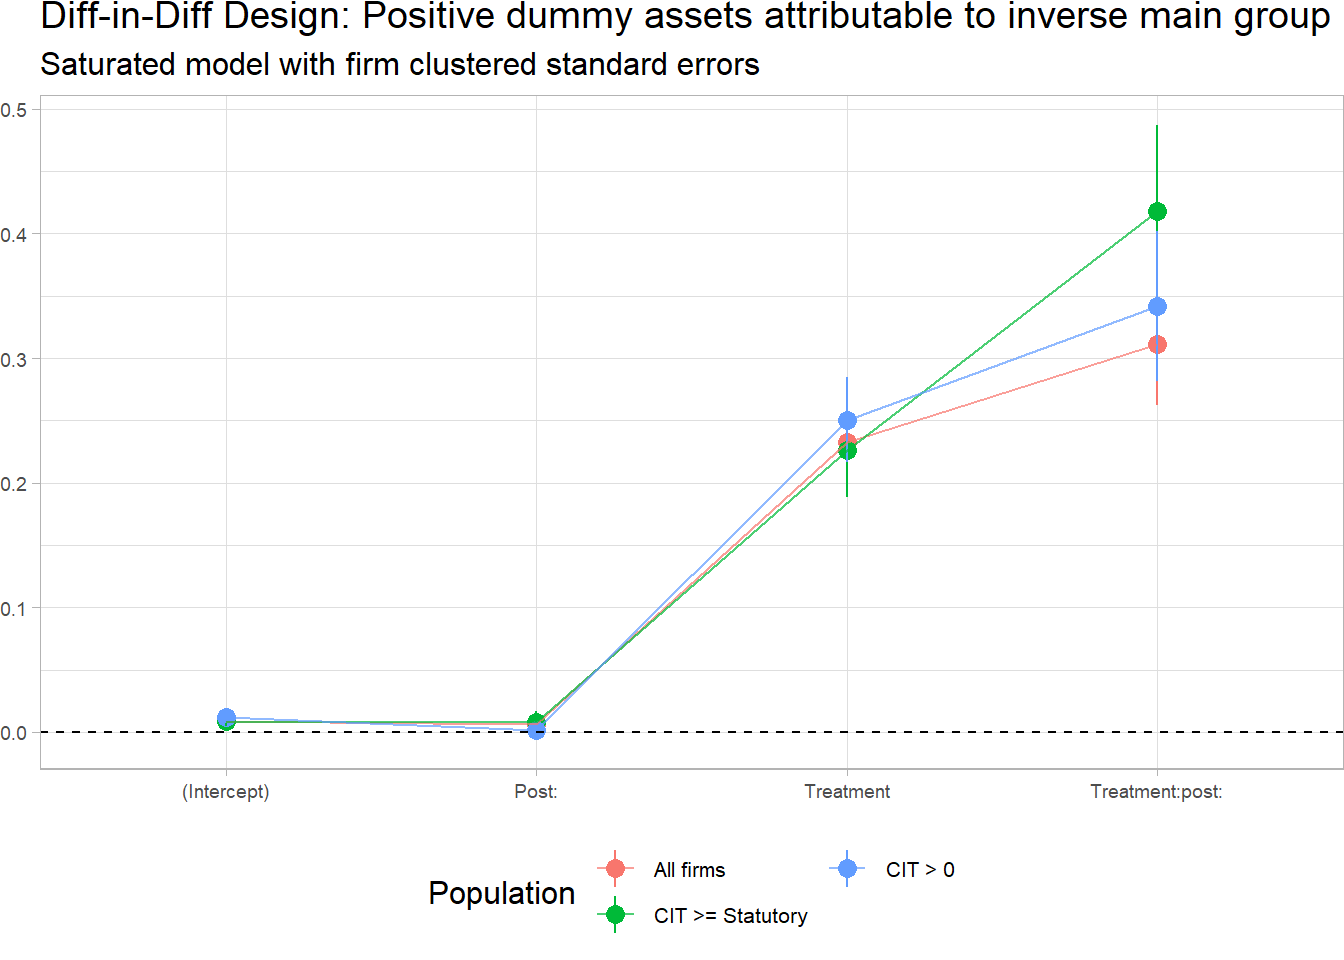 Diff-in-Diff Design: Positive dummy assets attributable to inverse main group
Saturated model with firm clustered standard errors
0.5
0.4
0.3
0.2
0.1
0.0
(Intercept) Post: Treatment Treatment:post:
Population
All firms
CIT >= Statutory
CIT > 0